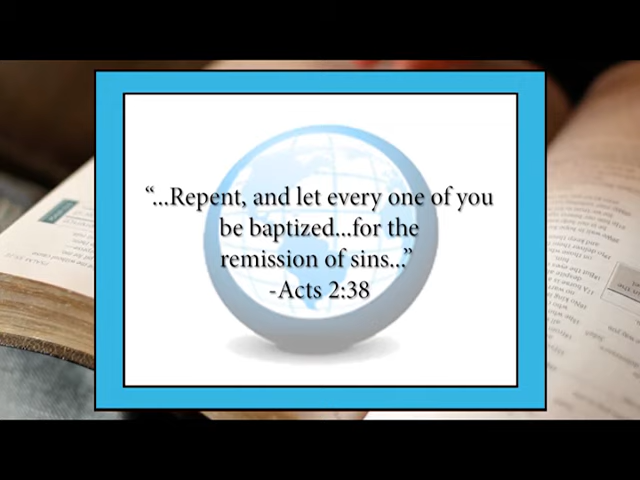 “...Repent, and let every one of you
be baptized...for the
remission of sins...”
-Acts 2:38